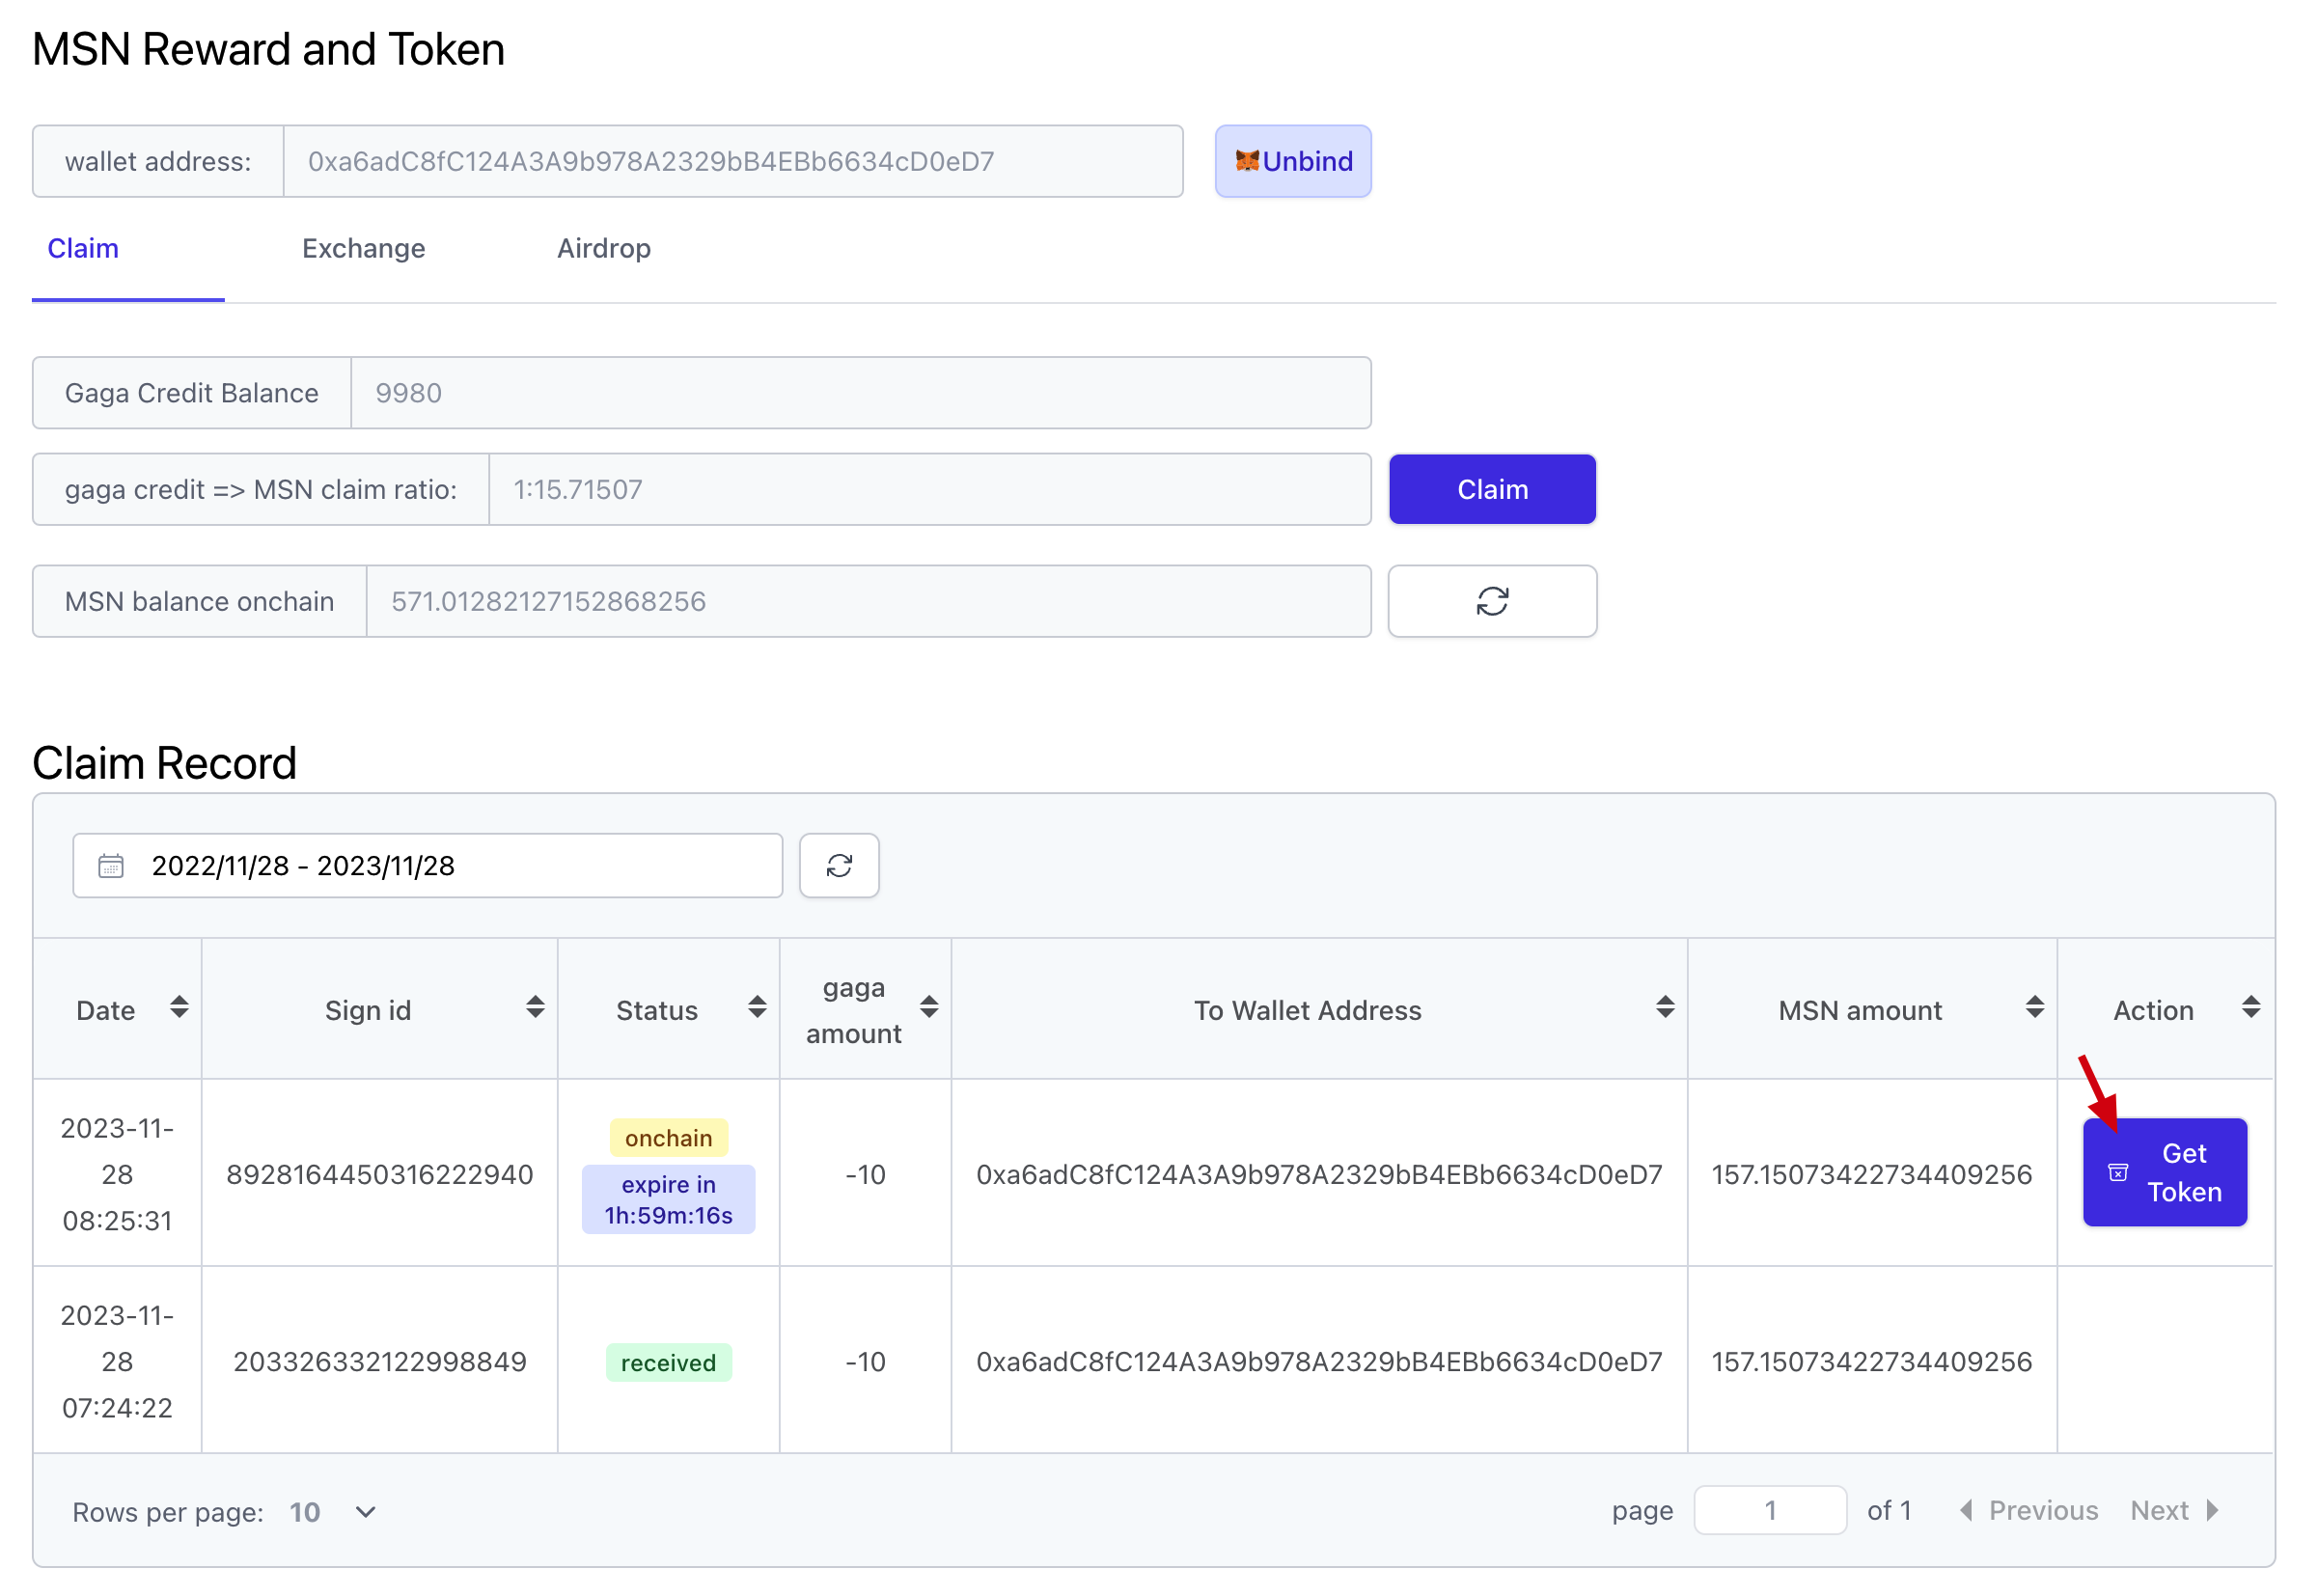 MSN Reward and Token
wallet address: 0xa6adC8fC124A3A9b978A2329bB4EBb6634cD0eD7 Unbind
Claim Exchange Airdrop
Gaga Credit Balance 9980
gaga credit => MSN claim ratio: 1:15.71507 Claim
MSN balance onchain 571.01282127152868256
Claim Record
2022/11/28 - 2023/11/28
Date Sign id Status gaga amount To Wallet Address MSN amount Action
2023-11-28 08:25:31 8928164450316222940 onchain expire in 1h:59m:16s -10 0xa6adC8fC124A3A9b978A2329bB4EBb6634cD0eD7 157.15073422734409256 Get Token
2023-11-28 07:24:22 203326332122998849 received -10 0xa6adC8fC124A3A9b978A2329bB4EBb6634cD0eD7 157.15073422734409256
Rows per page: 10 page 1 of 1 Previous Next